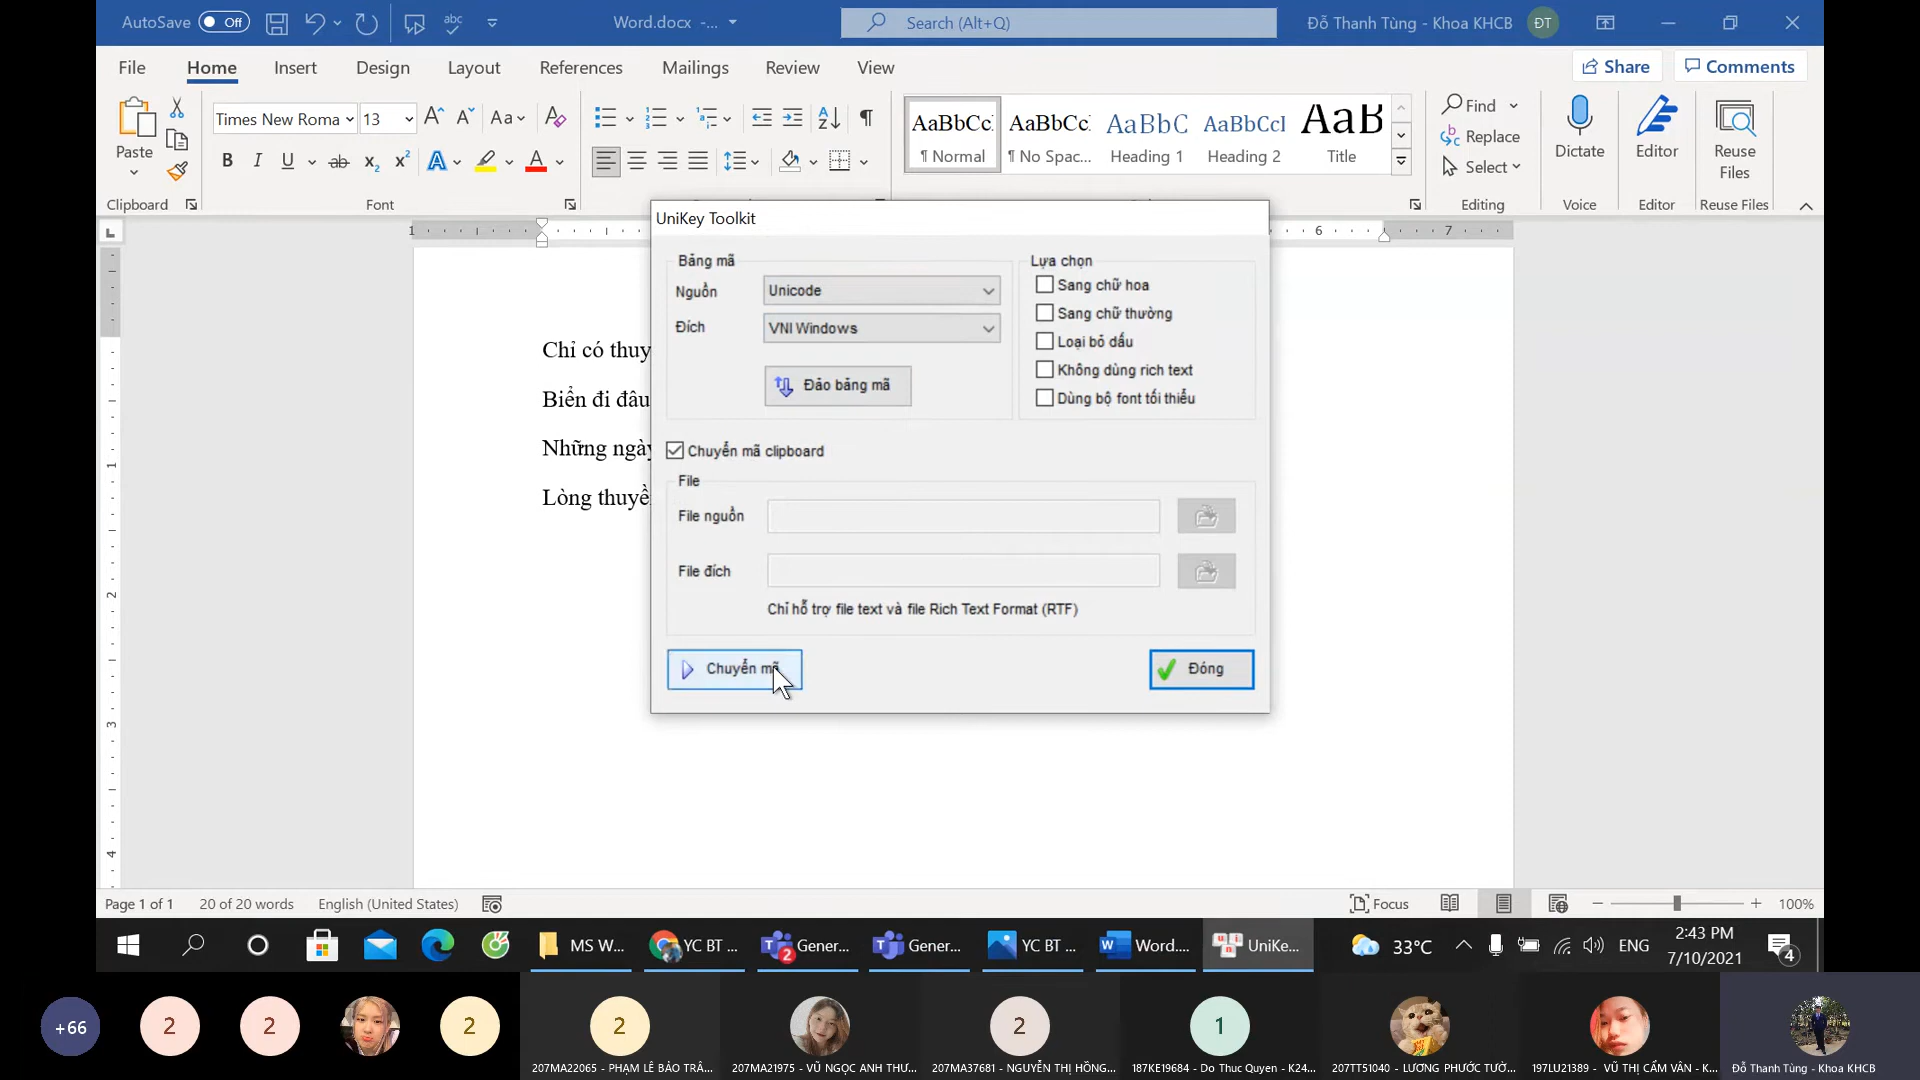 AutoSave Off abc Word.docx -... Search (Alt+Q) Đỗ Thanh Tùng - Khoa KHCB ĐT
File Home Insert Design Layout References Mailings Review View Share Comments
Paste Times New Roma 13 Aa
AaBbCc AaBbCc AaBbC AaBbCcI AaB
¶ Normal ¶ No Spac... Heading 1 Heading 2 Title
Find
Replace
Select
Dictate Editor Reuse Files
Clipboard Font Editing Voice Editor Reuse Files
UniKey Toolkit
Bảng mã
Nguồn Unicode
Đích VNI Windows
Đảo bảng mã
Lựa chọn
Sang chữ hoa
Sang chữ thường
Loại bỏ dấu
Không dùng rich text
Dùng bộ font tối thiểu
Chuyển mã clipboard
File
File nguồn
File đích
Chỉ hỗ trợ file text và file Rich Text Format (RTF)
Chuyển mã Đóng
Chỉ có thuy
Biển đi đâu
Những ngày
Lòng thuyề
Page 1 of 1 20 of 20 words English (United States) Focus 100%
MS W... YC BT ... Gener... Gener... YC BT ... Word.... UniKe... 33°C ENG 2:43 PM
7/10/2021 4
+66 2 2 2 2 2 1
207MA22065 - PHẠM LÊ BẢO TRÂ... 207MA21975 - VŨ NGỌC ANH THƯ... 207MA37681 - NGUYỄN THỊ HỒNG... 187KE19684 - Do Thuc Quyen - K24... 207TT51040 - LƯƠNG PHƯỚC TƯỜ... 197LU21389 - VŨ THỊ CẨM VÂN - K... Đỗ Thanh Tùng - Khoa KHCB